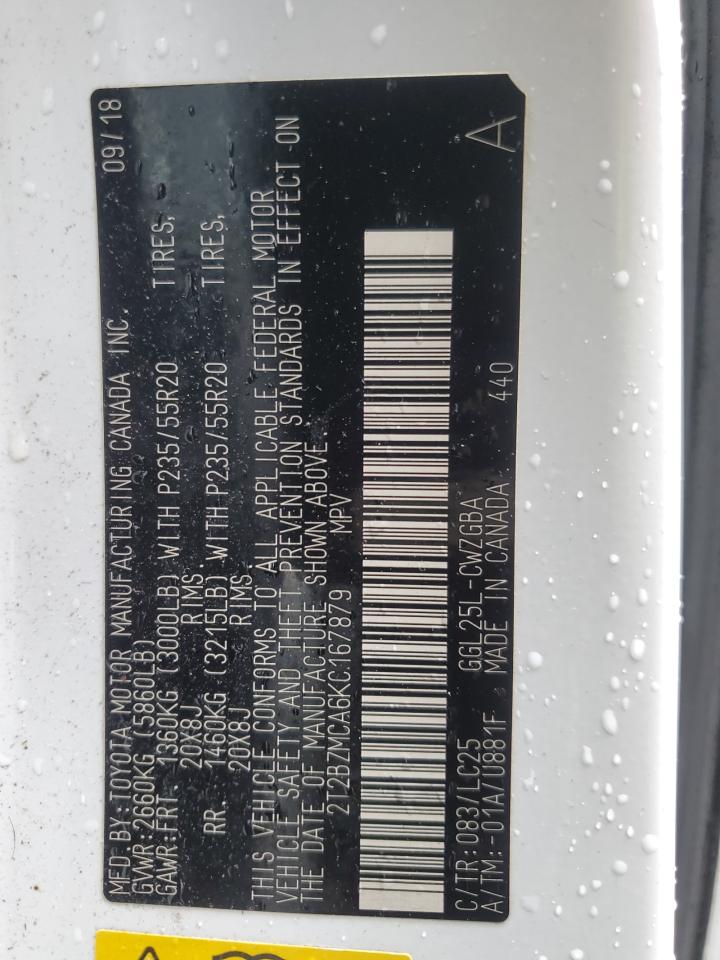 MFD BY:TOYOTA MOTOR MANUFACTURING CANADA INC. 09/18
GVWR:2660KG (5860LB)
GAWR:FRT. 1360KG (3000LB) WITH P235/55R20 TIRES,
20X8J RIMS.
RR 1460KG (3215LB) WITH P235/55R20 TIRES,
20X8J RIMS
THIS VEHICLE CONFORMS TO ALL APPLICABLE FEDERAL MOTOR
VEHICLE SAFETY AND THEFT PREVENTION STANDARDS IN EFFECT ON
THE DATE OF MANUFACTURE SHOWN ABOVE.
2T2BZMCA6KC167879 MPV
C/TR:083/LC25 GGL25L-CWZGBA A
A/TM:-01A/U881F MADE IN CANADA 440